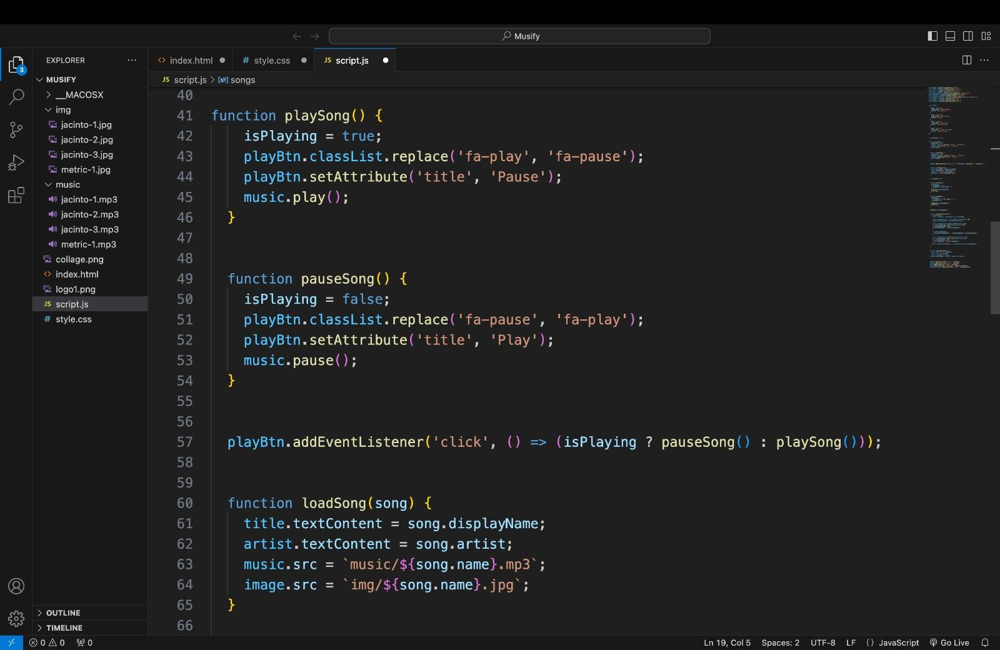 Musify
3
EXPLORER
MUSIFY
__MACOSX
img
jacinto-1.jpg
jacinto-2.jpg
jacinto-3.jpg
metric-1.jpg
music
jacinto-1.mp3
jacinto-2.mp3
jacinto-3.mp3
metric-1.mp3
collage.png
<> index.html
logo1.png
JS script.js
# style.css
OUTLINE
TIMELINE
<> index.html
# style.css
JS script.js
JS script.js > songs
40
41 function playSong() {
42 isPlaying = true;
43 playBtn.classList.replace('fa-play', 'fa-pause');
44 playBtn.setAttribute('title', 'Pause');
45 music.play();
46 }
47
48
49 function pauseSong() {
50 isPlaying = false;
51 playBtn.classList.replace('fa-pause', 'fa-play');
52 playBtn.setAttribute('title', 'Play');
53 music.pause();
54 }
55
56
57 playBtn.addEventListener('click', () => (isPlaying ? pauseSong() : playSong()));
58
59
60 function loadSong(song) {
61 title.textContent = song.displayName;
62 artist.textContent = song.artist;
63 music.src = `music/${song.name}.mp3`;
64 image.src = `img/${song.name}.jpg`;
65 }
66
0 0 0
Ln 19, Col 5 Spaces: 2 UTF-8 LF {} JavaScript Go Live